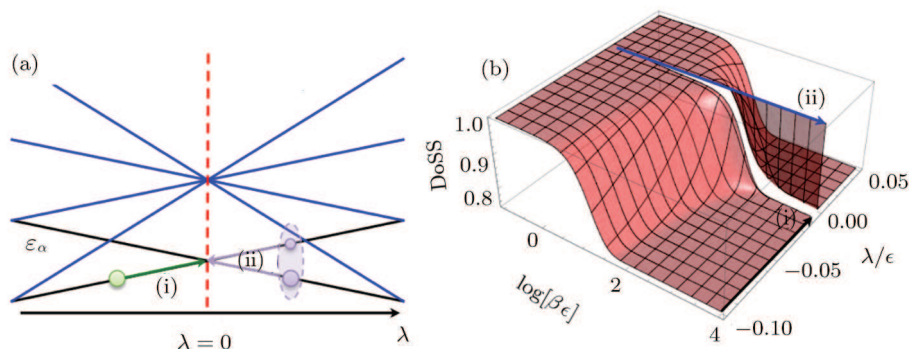 (a)
ε_α
(i)
(ii)
λ = 0
λ
(b)
DoSS
1.0
0.9
0.8
0
2
4
log[βϵ]
(ii)
(i)
0.05
0.00
−0.05
−0.10
λ/ϵ